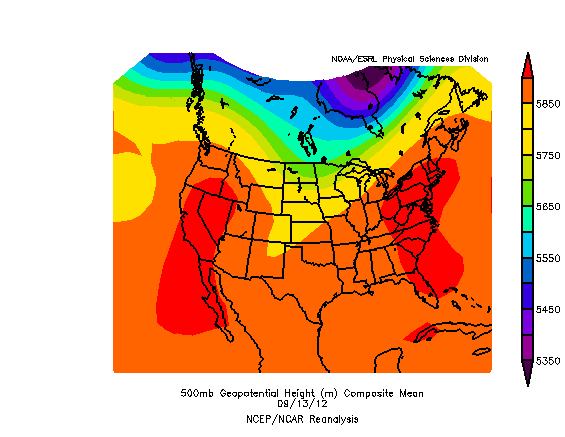 NOAA/ESRL Physical Sciences Division
5850
5750
5650
5550
5450
5350
500mb Geopotential Height (m) Composite Mean
09/13/12
NCEP/NCAR Reanalysis